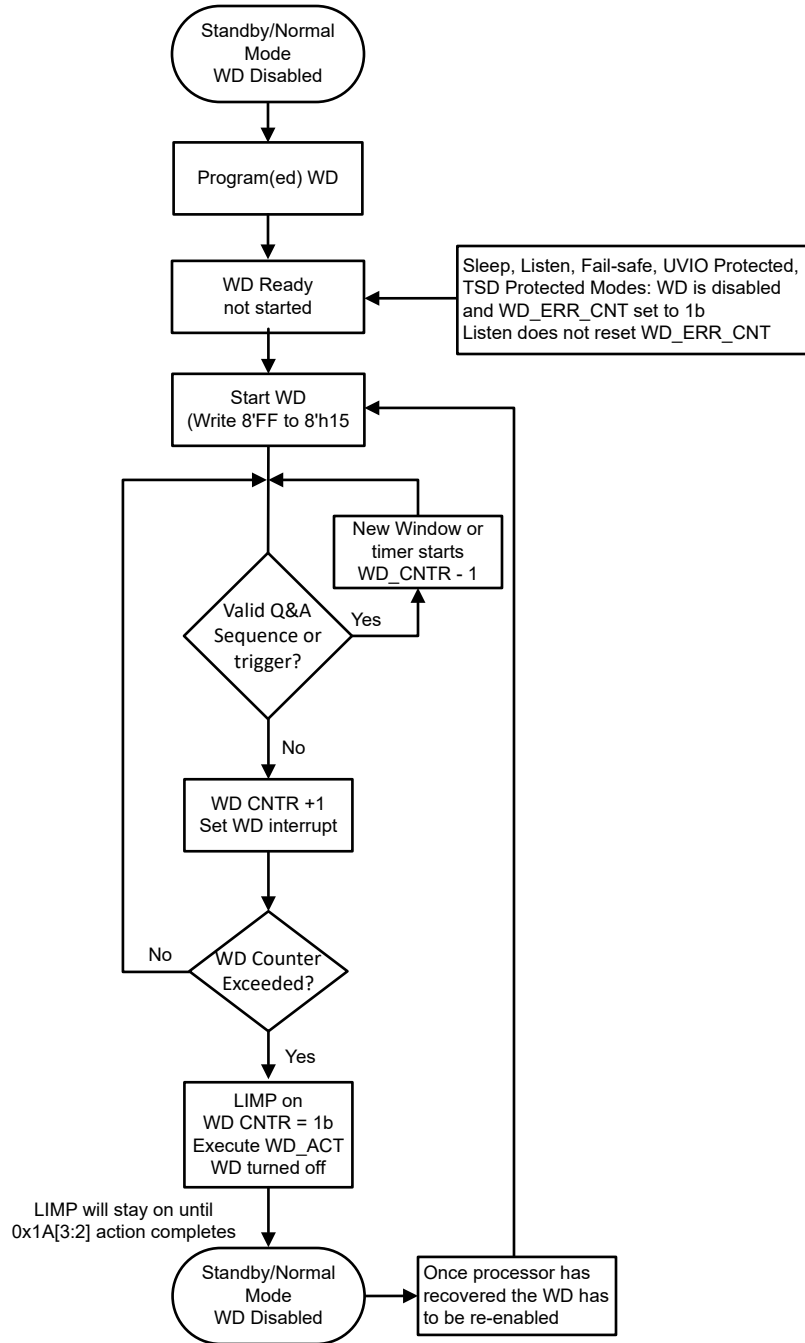 Standby/Normal
Mode
WD Disabled
Program(ed) WD
WD Ready
not started
Sleep, Listen, Fail-safe, UVIO Protected,
TSD Protected Modes: WD is disabled
and WD_ERR_CNT set to 1b
Listen does not reset WD_ERR_CNT
Start WD
(Write 8'FF to 8'h15
New Window or
timer starts
WD_CNTR - 1
Valid Q&A
Sequence or
trigger?
Yes
No
WD CNTR +1
Set WD interrupt
No
WD Counter
Exceeded?
Yes
LIMP on
WD CNTR = 1b
Execute WD_ACT
WD turned off
LIMP will stay on until
0x1A[3:2] action completes
Standby/Normal
Mode
WD Disabled
Once processor has
recovered the WD has
to be re-enabled